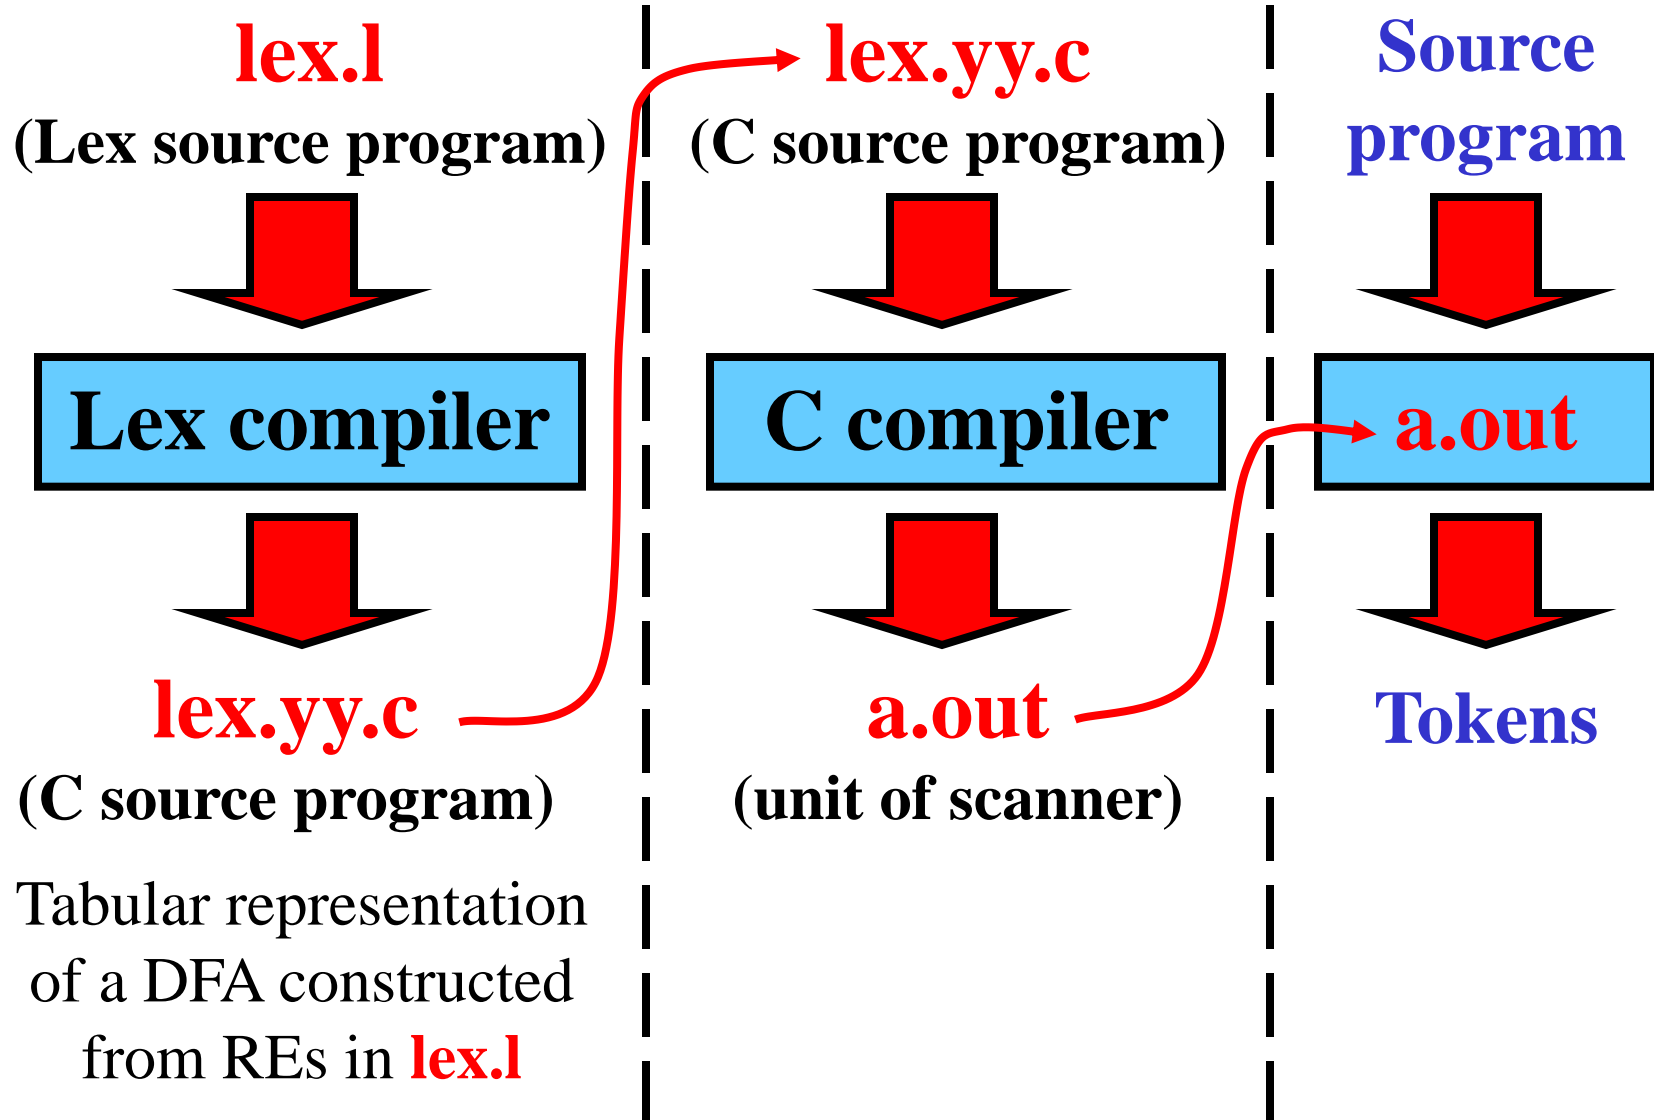 lex.l
(Lex source program)
Lex compiler
lex.yy.c
(C source program)
Tabular representation
of a DFA constructed
from REs in lex.l
lex.yy.c
(C source program)
C compiler
a.out
(unit of scanner)
Source
program
a.out
Tokens